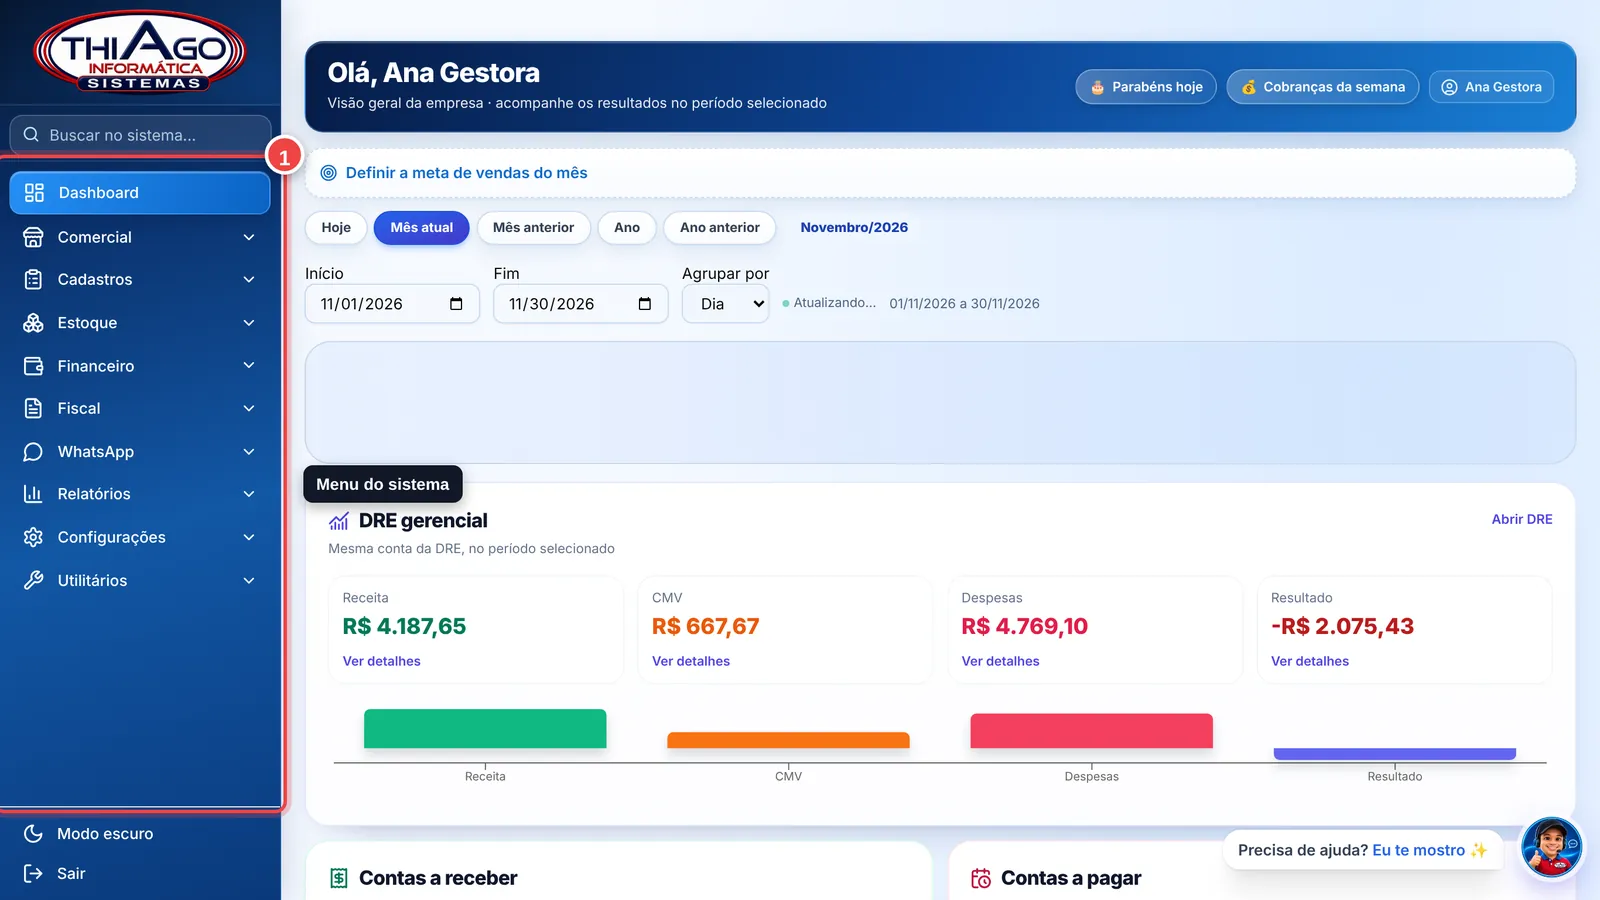 THIAGO
INFORMÁTICA
SISTEMAS
Buscar no sistema...
1
Dashboard
Comercial
Cadastros
Estoque
Financeiro
Fiscal
WhatsApp
Relatórios
Configurações
Utilitários
Modo escuro
Sair
Olá, Ana Gestora
Visão geral da empresa · acompanhe os resultados no período selecionado
Parabéns hoje
Cobranças da semana
Ana Gestora
Definir a meta de vendas do mês
Hoje
Mês atual
Mês anterior
Ano
Ano anterior
Novembro/2026
Início
Fim
Agrupar por
11/01/2026
11/30/2026
Dia
Atualizando...
01/11/2026 a 30/11/2026
Menu do sistema
DRE gerencial
Abrir DRE
Mesma conta da DRE, no período selecionado
Receita
R$ 4.187,65
Ver detalhes
CMV
R$ 667,67
Ver detalhes
Despesas
R$ 4.769,10
Ver detalhes
Resultado
-R$ 2.075,43
Ver detalhes
Receita
CMV
Despesas
Resultado
Contas a receber
Contas a pagar
Precisa de ajuda? Eu te mostro ✨